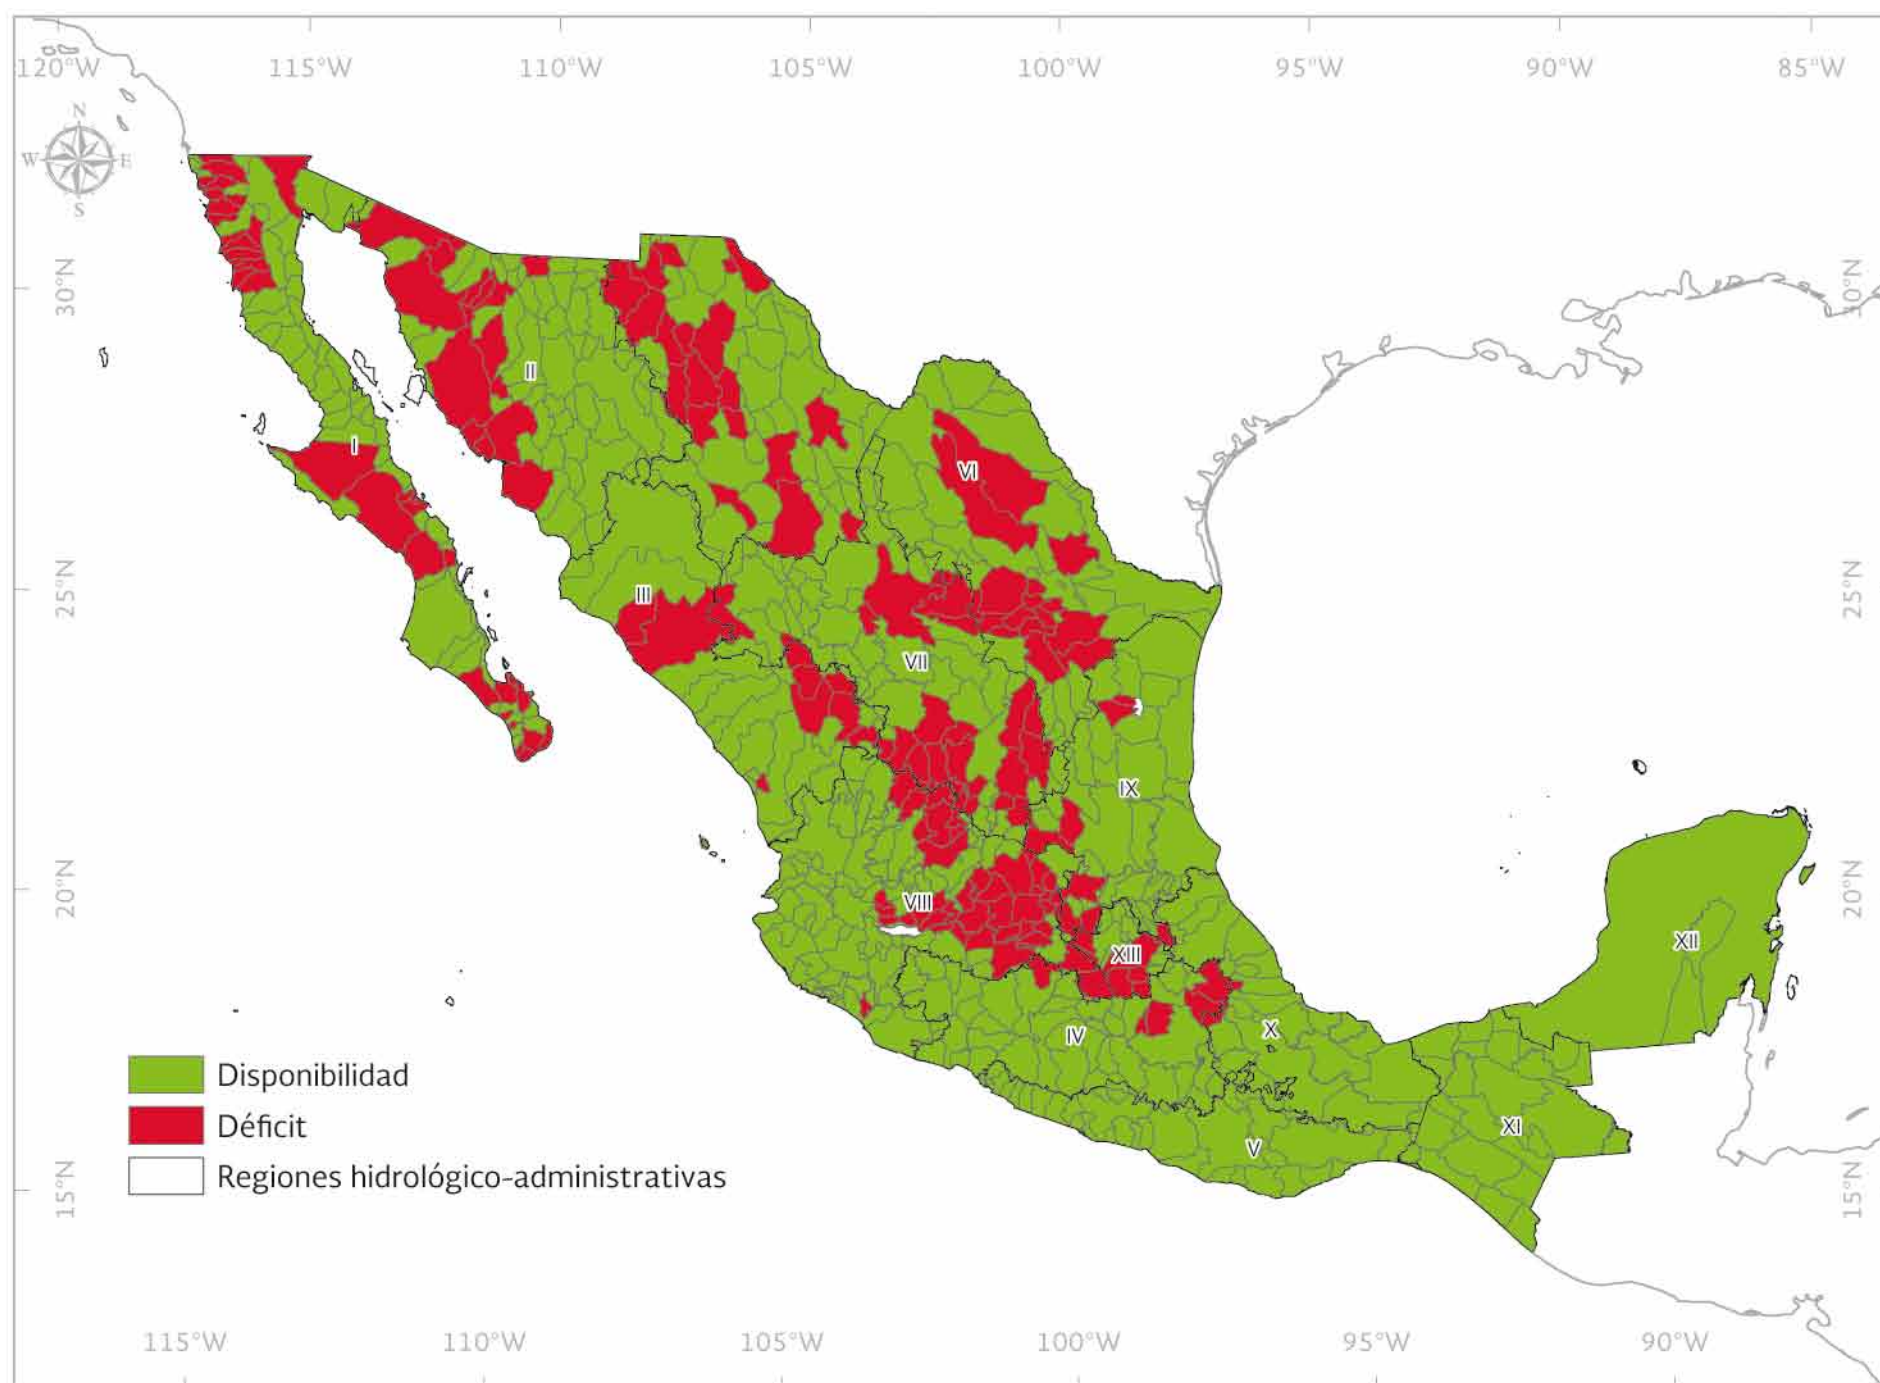 120°W 115°W 110°W 105°W 100°W 95°W 90°W 85°W
N
W E
S
30°N 30°N
II
I
VI
25°N 25°N
III
VII
IX
20°N 20°N
VIII
XII
XIII
X
IV
Disponibilidad
Déficit
XI
V
Regiones hidrológico-administrativas
15°N 15°N
115°W 110°W 105°W 100°W 95°W 90°W